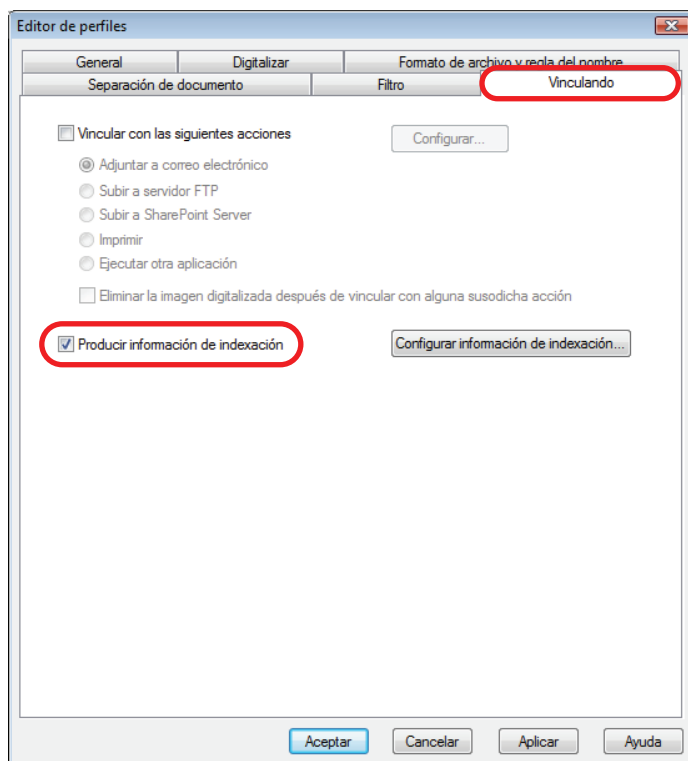 Editor de perfiles
General Digitalizar Formato de archivo y regla del nombre
Separación de documento Filtro Vinculando
Vincular con las siguientes acciones Configurar...
Adjuntar a correo electrónico
Subir a servidor FTP
Subir a SharePoint Server
Imprimir
Ejecutar otra aplicación
Eliminar la imagen digitalizada después de vincular con alguna susodicha acción
Producir información de indexación Configurar información de indexación...
Aceptar Cancelar Aplicar Ayuda